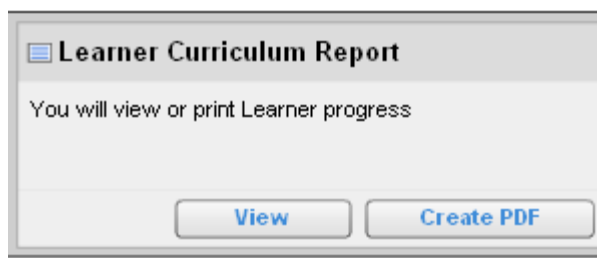 Learner Curriculum Report
You will view or print Learner progress
View Create PDF